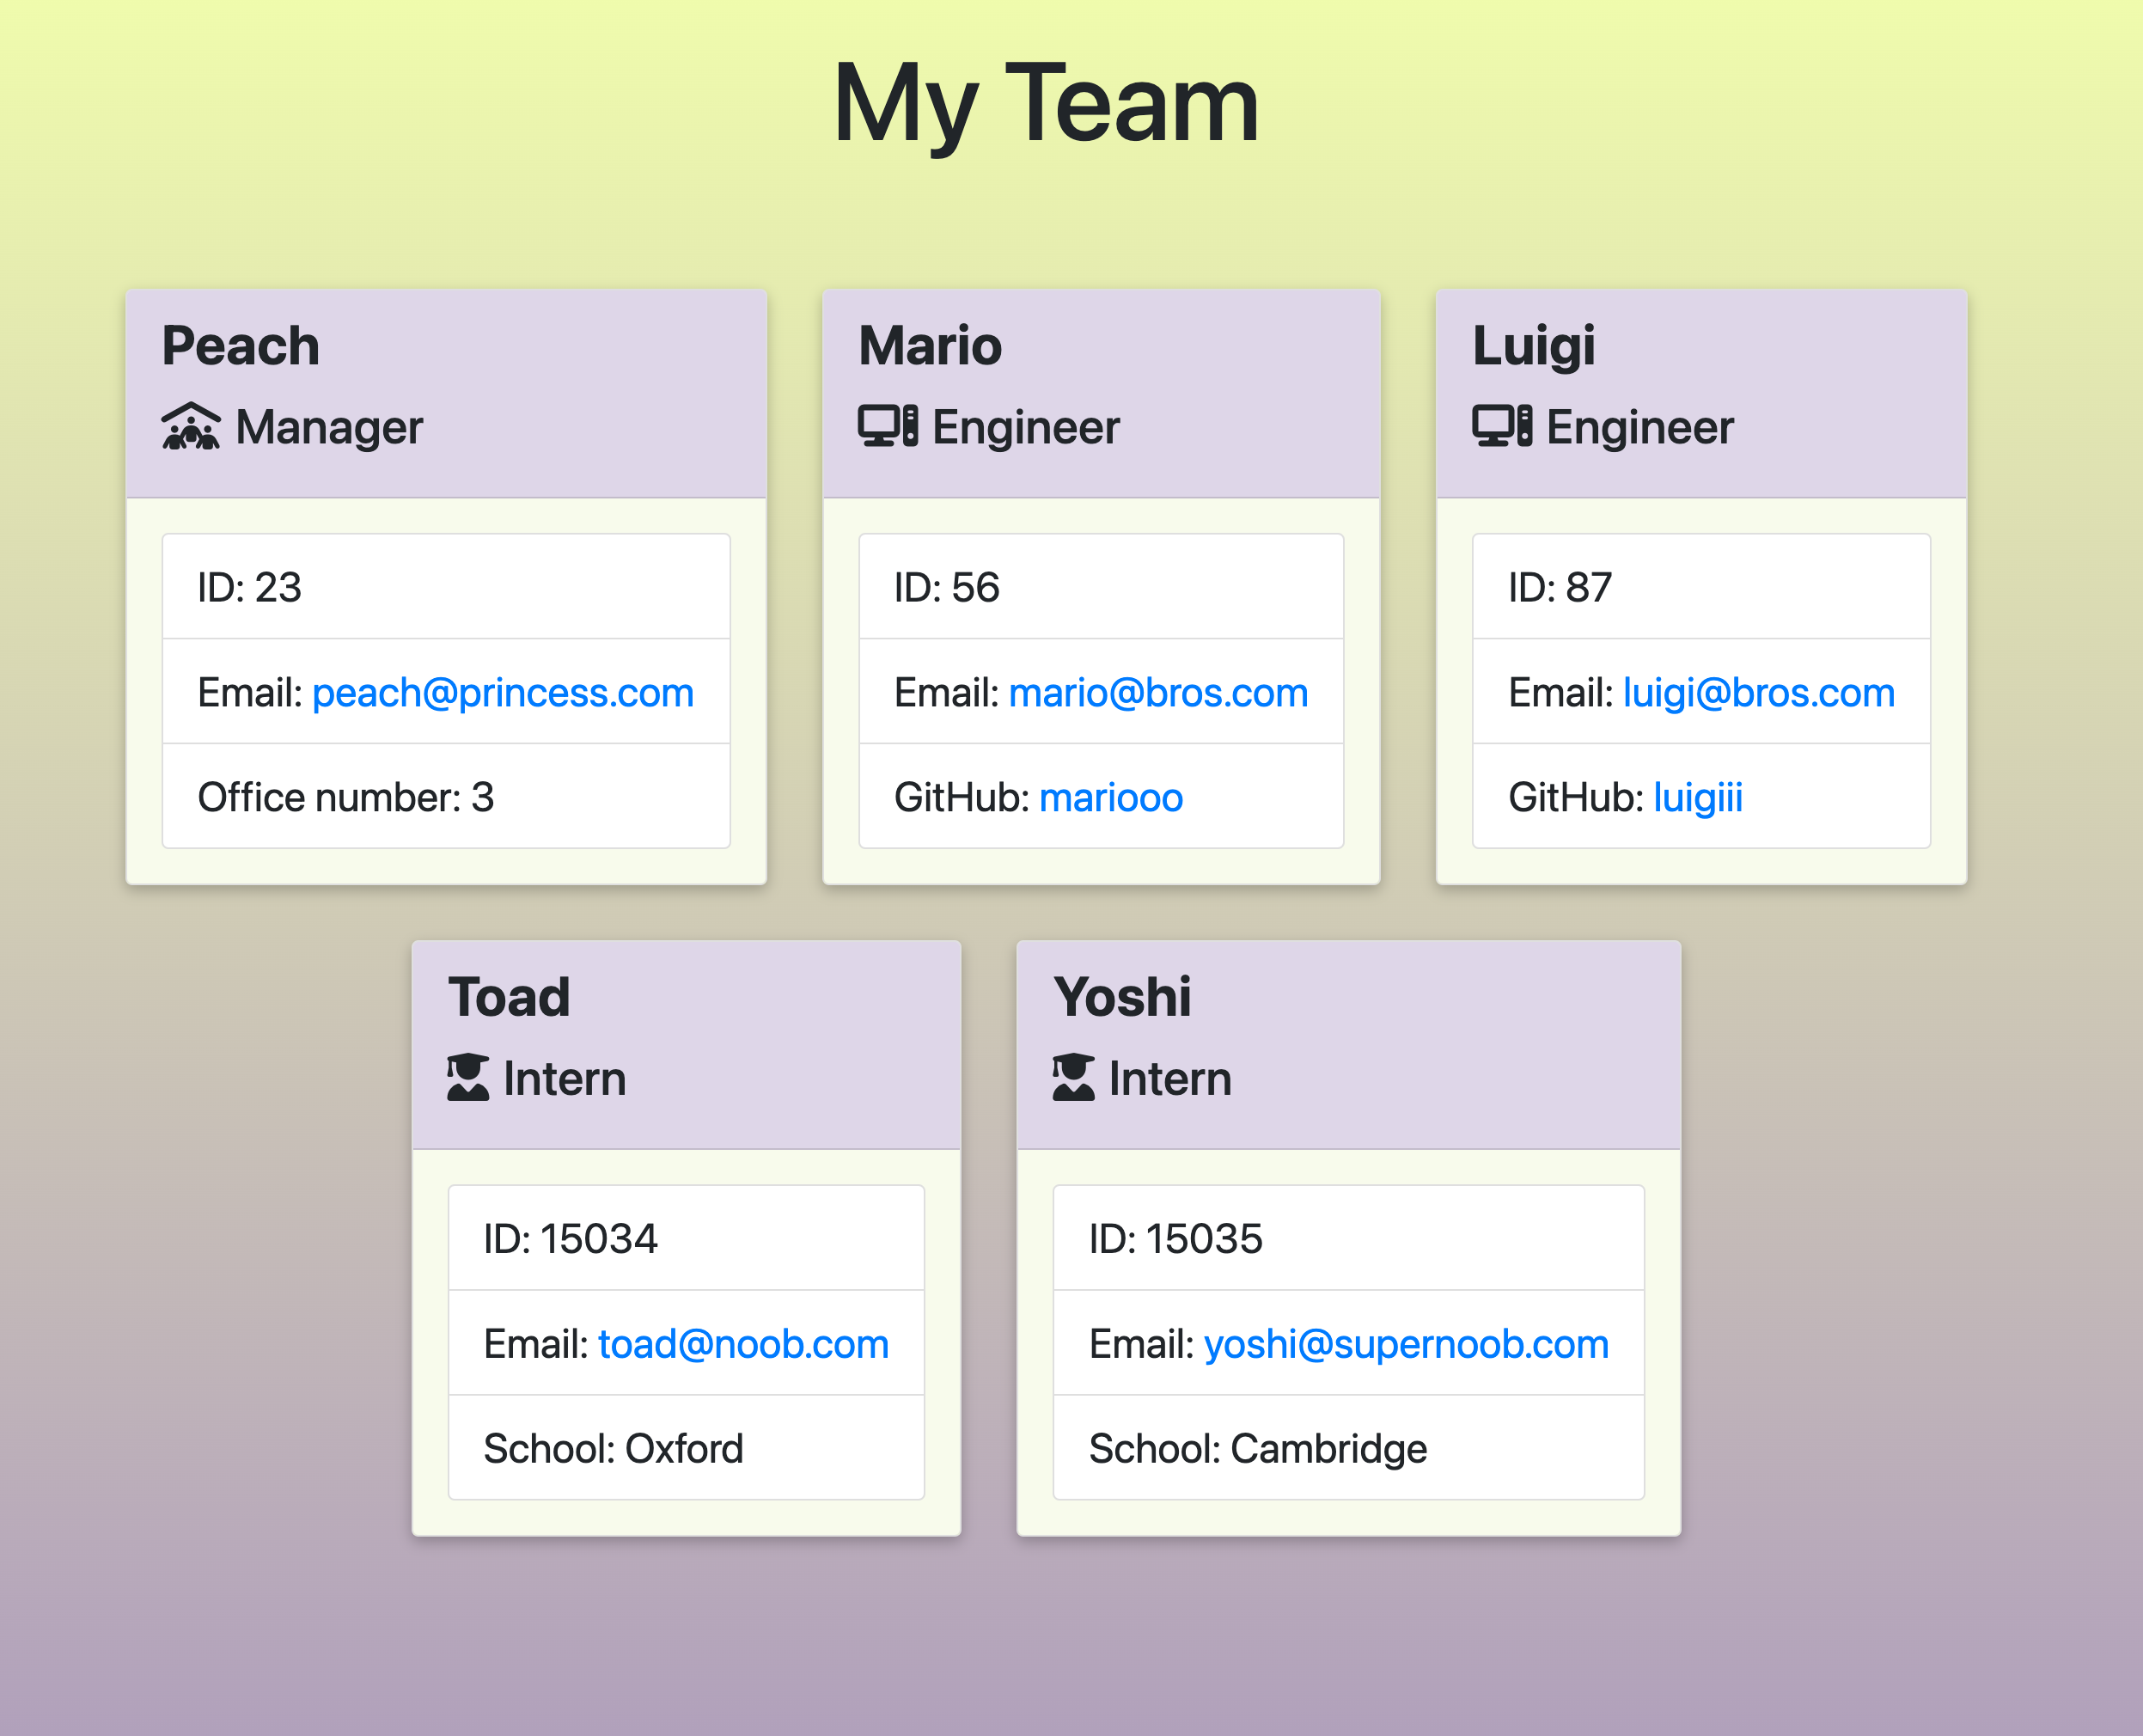 My Team
Peach
Manager
ID: 23
Email: peach@princess.com
Office number: 3
Mario
Engineer
ID: 56
Email: mario@bros.com
GitHub: mariooo
Luigi
Engineer
ID: 87
Email: luigi@bros.com
GitHub: luigiii
Toad
Intern
ID: 15034
Email: toad@noob.com
School: Oxford
Yoshi
Intern
ID: 15035
Email: yoshi@supernoob.com
School: Cambridge